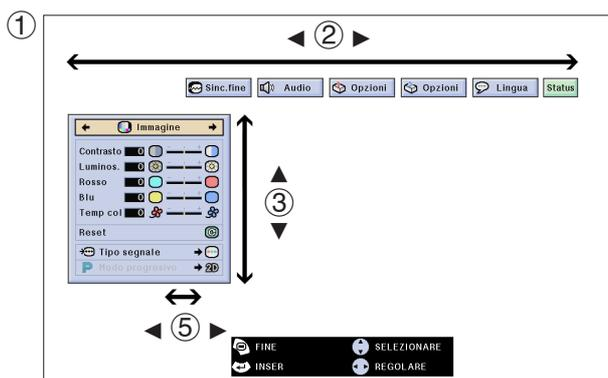 1
2
Sinc.fine Audio Opzioni Opzioni Lingua Status
Immagine
Contrasto 0
Luminos. 0
Rosso 0
Blu 0
Temp col 0
Reset
Tipo segnale
P Modo progresivo 2D
3
5
FINE SELEZIONARE
INSER REGOLARE